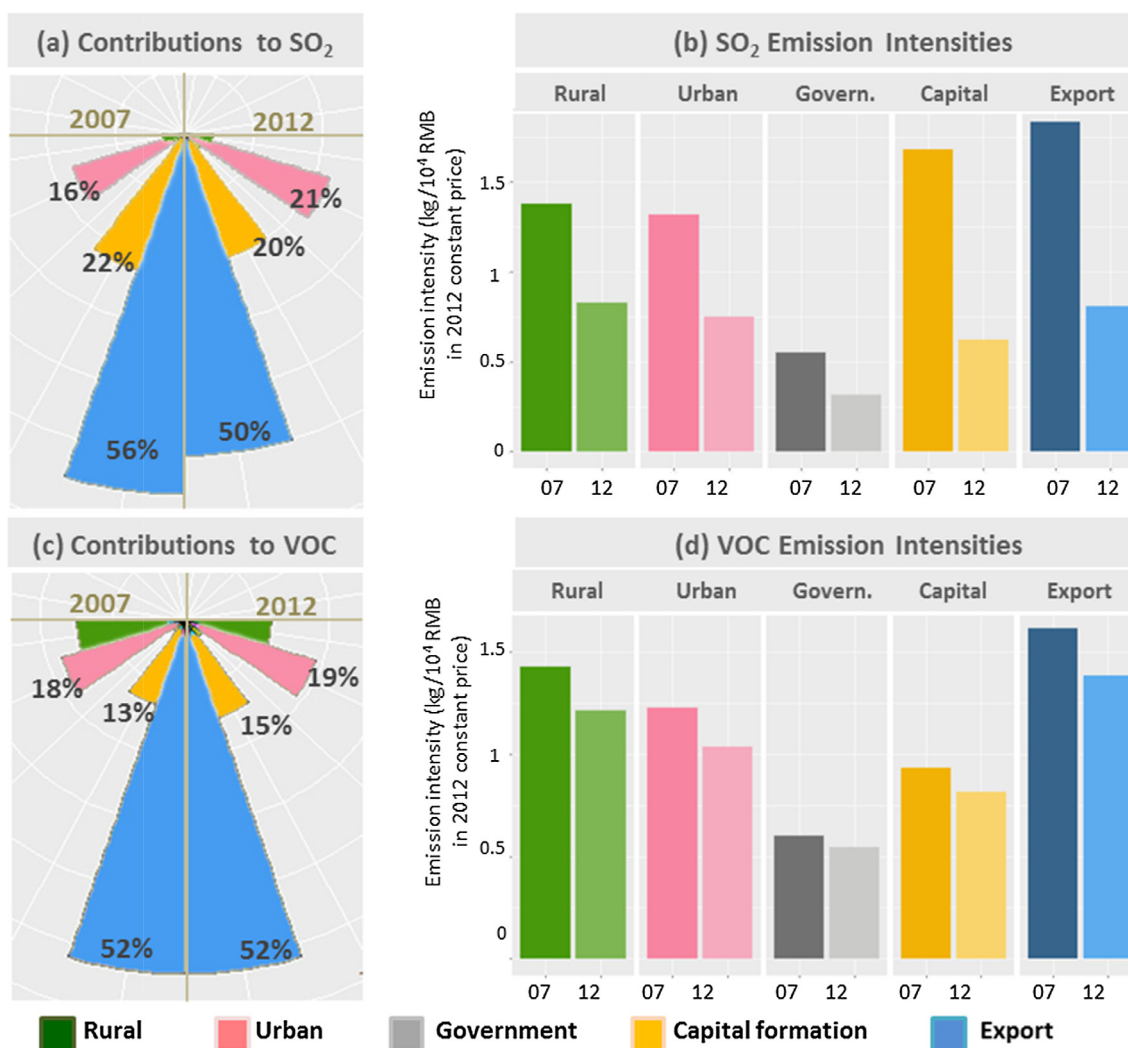 (a) Contributions to SO₂
2007 2012
16% 21%
22% 20%
56% 50%
(b) SO₂ Emission Intensities
Rural Urban Govern. Capital Export
Emission intensity (kg/10⁴ RMB
in 2012 constant price)
1.5
1
0.5
0
07 12 07 12 07 12 07 12 07 12
(c) Contributions to VOC
2007 2012
18% 19%
13% 15%
52% 52%
(d) VOC Emission Intensities
Rural Urban Govern. Capital Export
Emission intensity (kg/10⁴ RMB
in 2012 constant price)
1.5
1
0.5
0
07 12 07 12 07 12 07 12 07 12
Rural Urban Government Capital formation Export